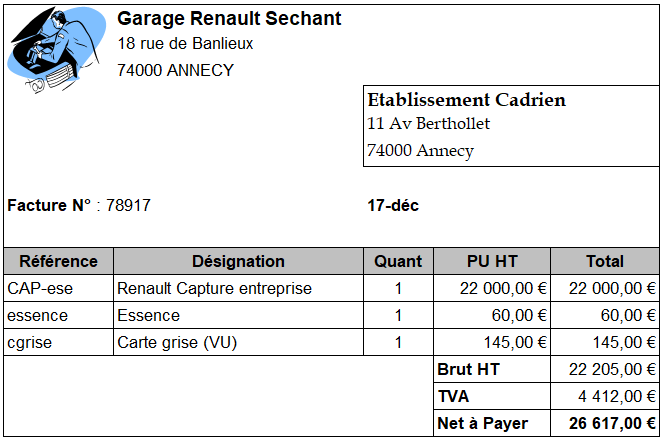 Garage Renault Sechant
18 rue de Banlieux
74000 ANNECY
Etablissement Cadrien
11 Av Berthollet
74000 Annecy
Facture N° : 78917 17-déc
Référence Désignation Quant PU HT Total
CAP-ese Renault Capture entreprise 1 22 000,00 € 22 000,00 €
essence Essence 1 60,00 € 60,00 €
cgrise Carte grise (VU) 1 145,00 € 145,00 €
Brut HT 22 205,00 €
TVA 4 412,00 €
Net à Payer 26 617,00 €